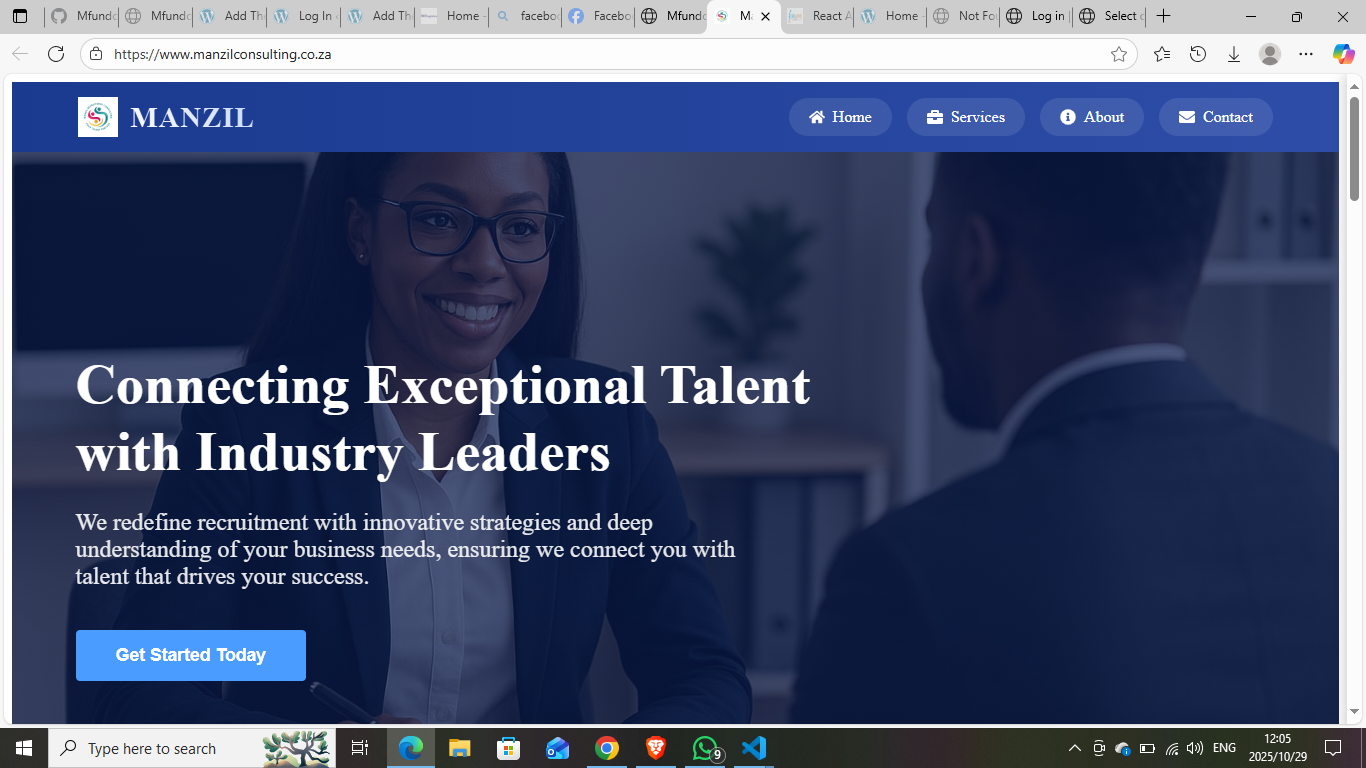 Mfundo
Mfundo
Add Th
Log In
Add Th
Home -
faceboo
Facebo
Mfundo
Ma
React A
Home -
Not Fo
Log in
Select
https://www.manzilconsulting.co.za
MANZIL
Home
Services
About
Contact
Connecting Exceptional Talent
with Industry Leaders
We redefine recruitment with innovative strategies and deep
understanding of your business needs, ensuring we connect you with
talent that drives your success.
Get Started Today
Type here to search
9
ENG
12:05
2025/10/29